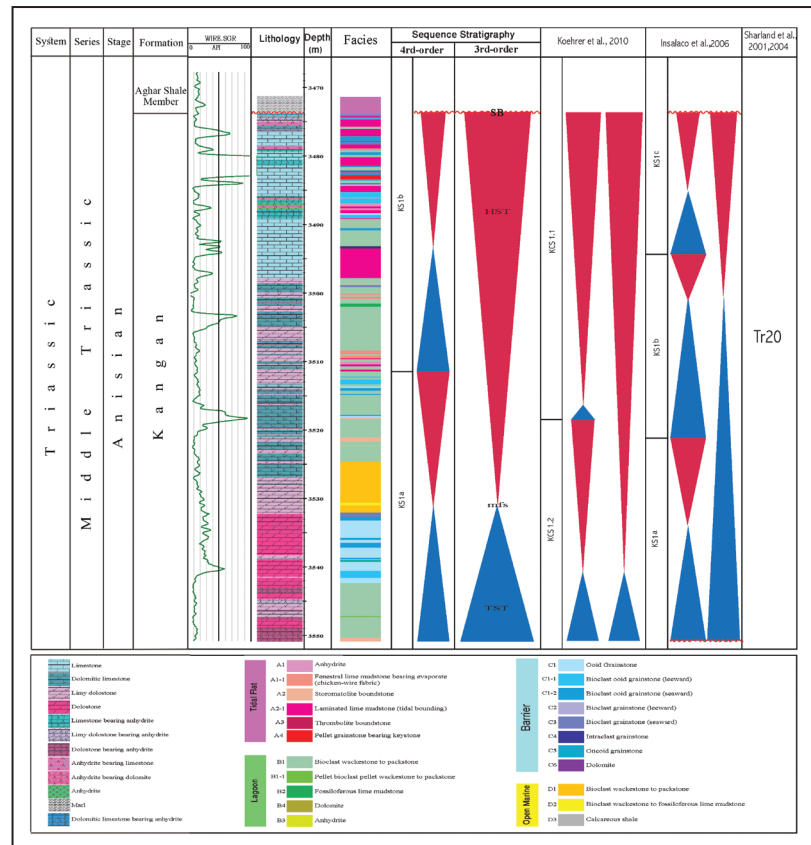 System Series Stage Formation WIRE.SGR Lithology Depth Facies Sequence Stratigraphy Koehrer et al., 2010 Insalaco et al.,2006 Sharland et al.,
0 API 100 (m) 4rd-order 3rd-order 2001,2004
Aghar Shale
Member
Triassic
Middle Triassic
Anisian
Kangan
3470
3480
3490
3500
3510
3520
3530
3540
3550
KS1b
KS1a
SB
HST
mfs
TST
KCS 1.1
KCS 1.2
KS1c
KS1b
KS1a
Tr20
Limestone
Dolomitic limestone
Limy dolostone
Dolostone
Limestone bearing anhydrite
Limy dolostone bearing anhydrite
Dolostone bearing anhydrite
Anhydrite bearing limestone
Anhydrite bearing dolomite
Anhydrite
Marl
Dolomitic limestone bearing anhydrite
Tidal Flat
A1 Anhydrite
A1-1 Fenestral lime mudstone bearing evaporate
(chicken-wire fabric)
A2 Storomatolite boundstone
A2-1 Laminated lime mudstone (tidal bounding)
A3 Thrombolite boundstone
A4 Pellet grainstone bearing keystone
Lagoon
B1 Bioclast wackestone to packstone
B1-1 Pellet bioclast pellet wackestone to packstone
B2 Fossiloferous lime mudstone
B4 Dolomite
B3 Anhydrite
Barrier
C1 Ooid Grainstone
C1-1 Bioclast ooid grainstone (leeward)
C1-2 Bioclast ooid grainstone (seaward)
C2 Bioclast grainstone (leeward)
C3 Bioclast grainstone (seaward)
C4 Intraclast grainstone
C5 Oncoid grainstone
C6 Dolomite
Open Marine
D1 Bioclast wackestone to packstone
D2 Bioclast wackestone to fossiloferous lime mudstone
D3 Calcareous shale